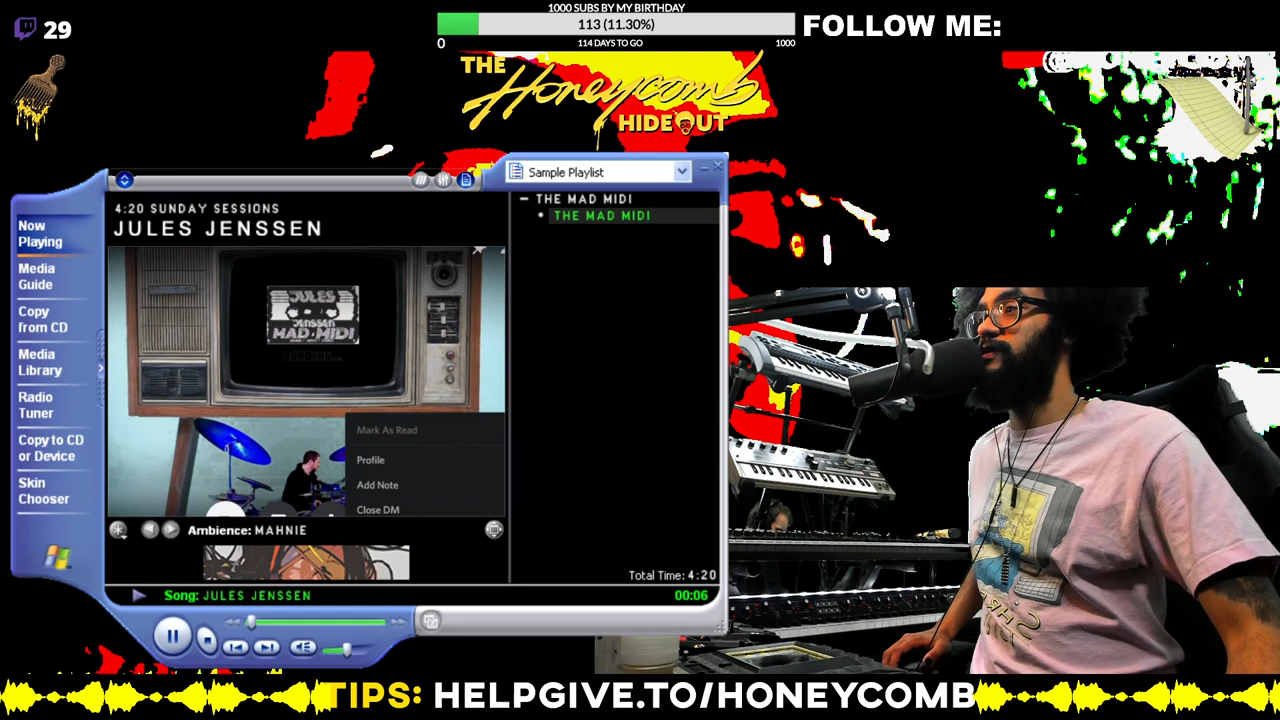 29
1000 SUBS BY MY BIRTHDAY
113 (11.30%)
0
114 DAYS TO GO
1000
FOLLOW ME:
THE
Honeycomb
HIDEOUT
Sample Playlist
THE MAD MIDI
THE MAD MIDI
4:20 SUNDAY SESSIONS
JULES JENSSEN
Now
Playing
Media
Guide
Copy
from CD
Media
Library
Radio
Tuner
Copy to CD
or Device
Skin
Chooser
JULES
JENSSEN
MAD MIDI
LOADING...
Mark As Read
Profile
Add Note
Close DM
Ambience: MAHNIE
Total Time: 4:20
Song: JULES JENSSEN
00:06
TIPS: HELPGIVE.TO/HONEYCOMB